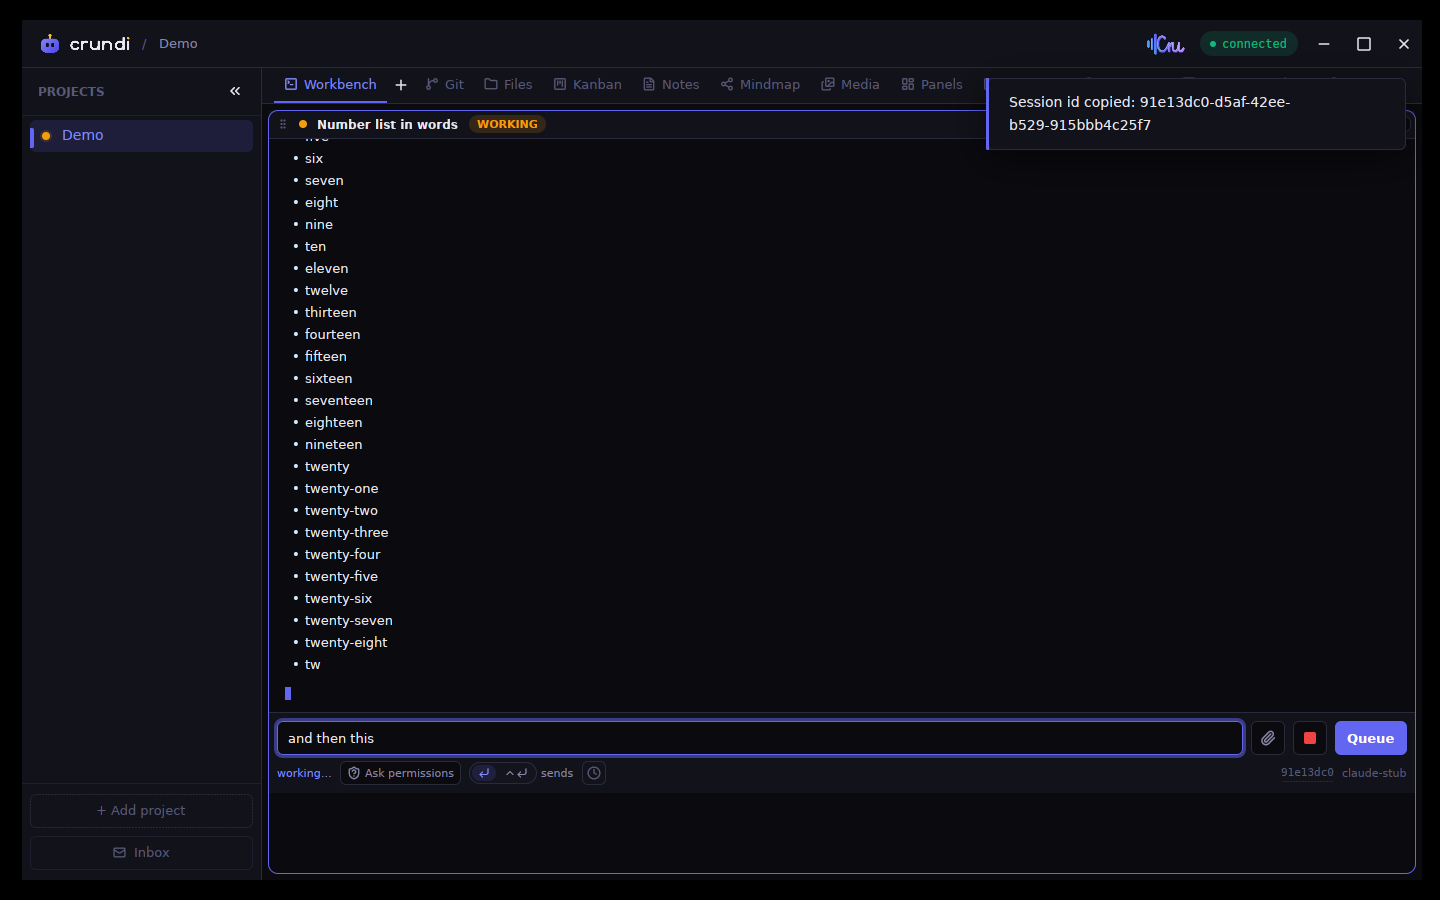 crundi / Demo
Cru
connected
PROJECTS
Workbench
Git
Files
Kanban
Notes
Mindmap
Media
Panels
Session id copied: 91e13dc0-d5af-42ee-
b529-915bbb4c25f7
Demo
Number list in words WORKING
• six
• seven
• eight
• nine
• ten
• eleven
• twelve
• thirteen
• fourteen
• fifteen
• sixteen
• seventeen
• eighteen
• nineteen
• twenty
• twenty-one
• twenty-two
• twenty-three
• twenty-four
• twenty-five
• twenty-six
• twenty-seven
• twenty-eight
• tw
and then this
Queue
working...
Ask permissions
sends
91e13dc0 claude-stub
+ Add project
Inbox